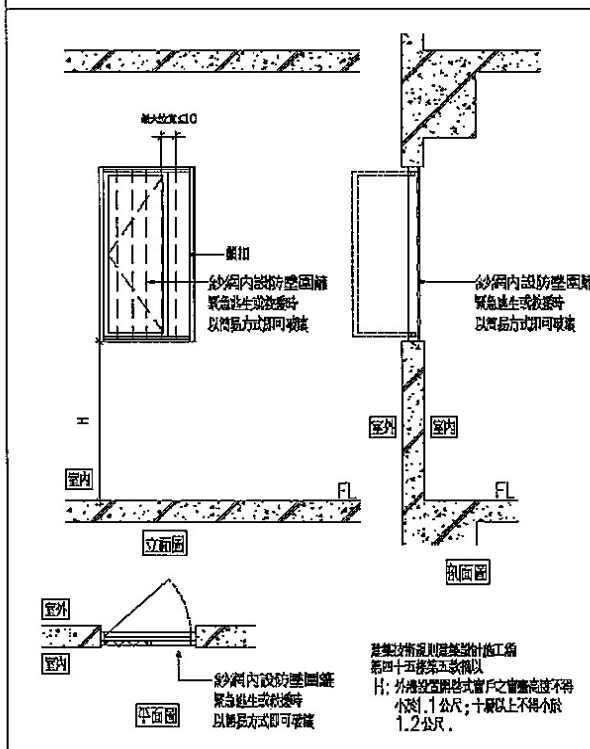 最大位寬≤10
鎖扣
紗網內設防墜圍籬
緊急逃生或救援時
以簡易方式即可破壞
紗網內設防墜圍籬
緊急逃生或救援時
以簡易方式即可破壞
H
室外
室內
室內
FL
FL
立面圖
剖面圖
室外
室內
紗網內設防墜圍籬
緊急逃生或救援時
以簡易方式即可破壞
平面圖
建築技術規則建築設計施工編
第四十五條第五款條以
H: 外牆設置開啟式窗戶之窗臺高度不得
小於1.1公尺;十層以上不得小於
1.2公尺.